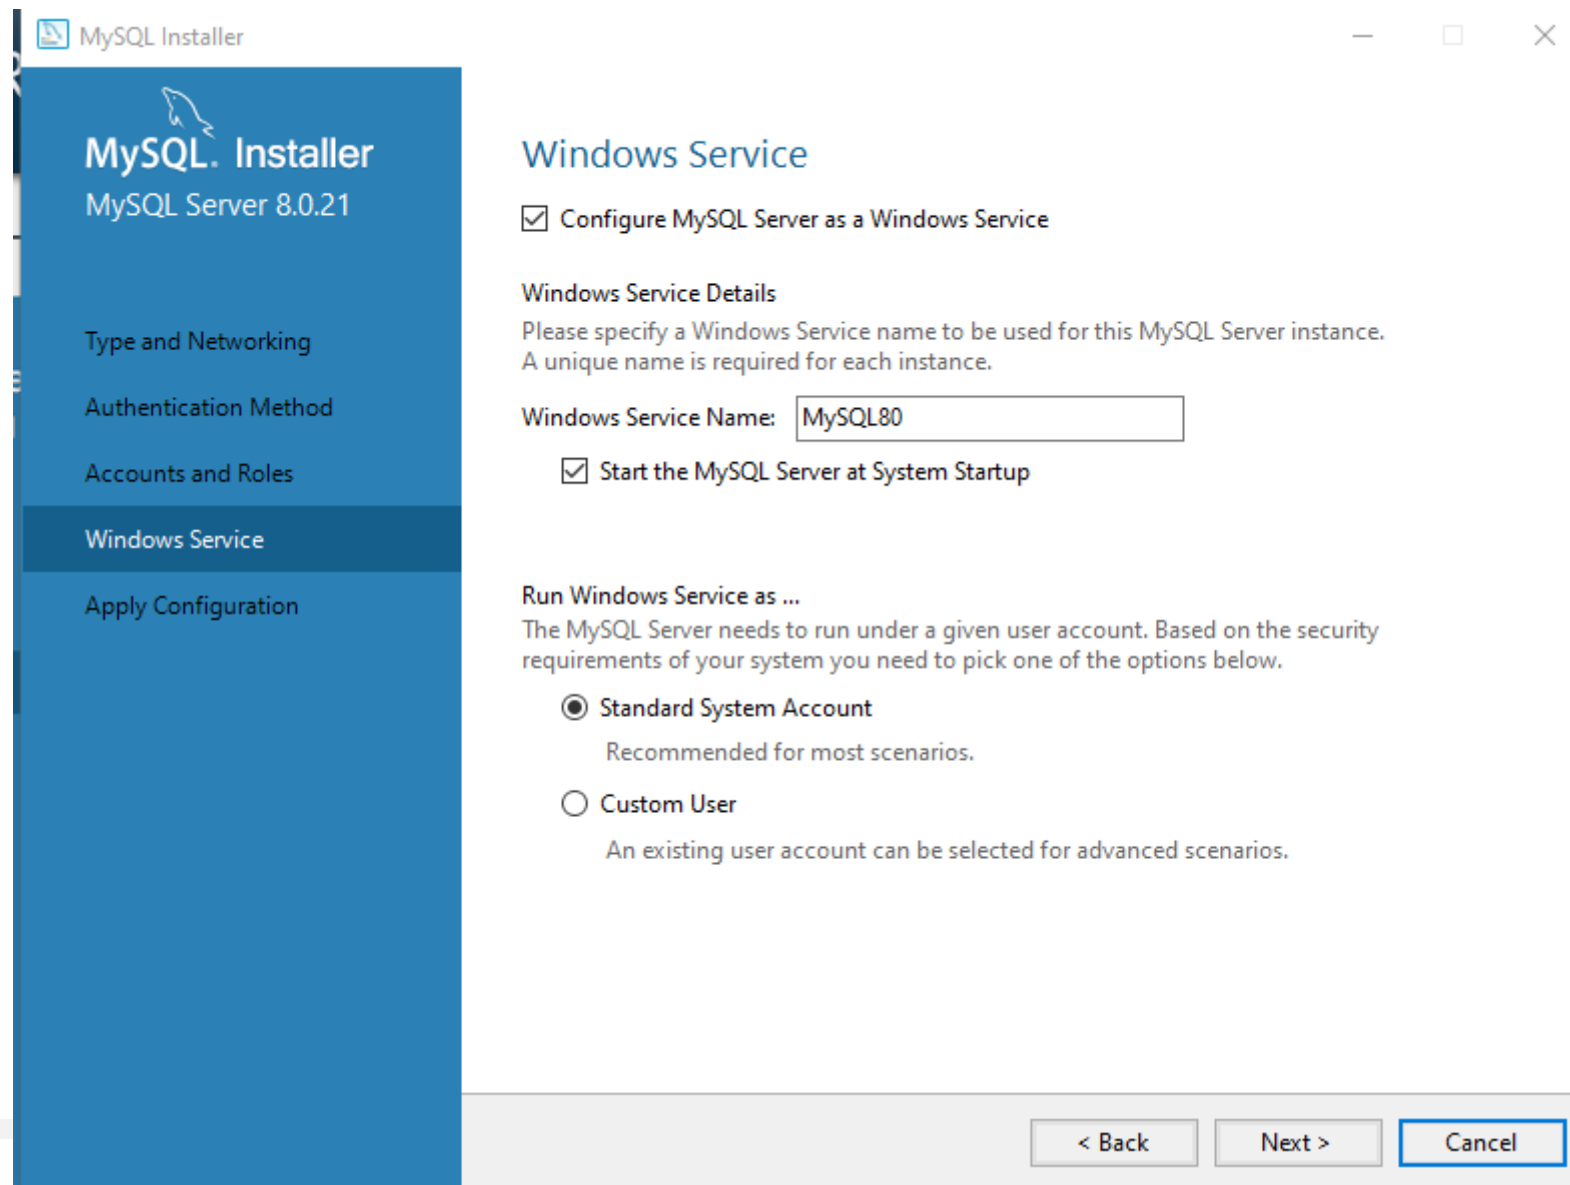 MySQL Installer
MySQL. Installer
MySQL Server 8.0.21
Type and Networking
Authentication Method
Accounts and Roles
Windows Service
Apply Configuration
Windows Service
Configure MySQL Server as a Windows Service
Windows Service Details
Please specify a Windows Service name to be used for this MySQL Server instance.
A unique name is required for each instance.
Windows Service Name: MySQL80
Start the MySQL Server at System Startup
Run Windows Service as ...
The MySQL Server needs to run under a given user account. Based on the security
requirements of your system you need to pick one of the options below.
Standard System Account
Recommended for most scenarios.
Custom User
An existing user account can be selected for advanced scenarios.
< Back Next > Cancel